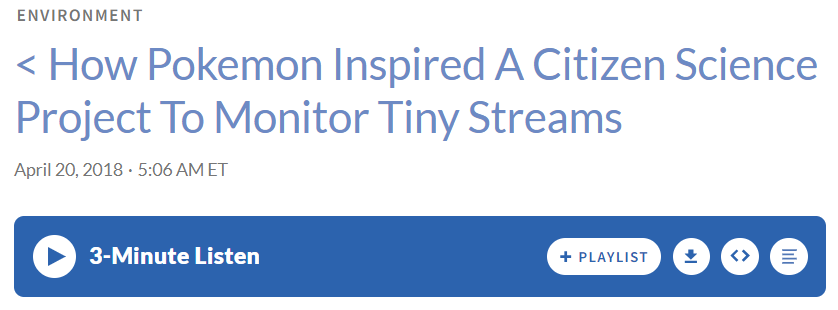 ENVIRONMENT
< How Pokemon Inspired A Citizen Science
Project To Monitor Tiny Streams
April 20, 2018 · 5:06 AM ET
3-Minute Listen
+ PLAYLIST